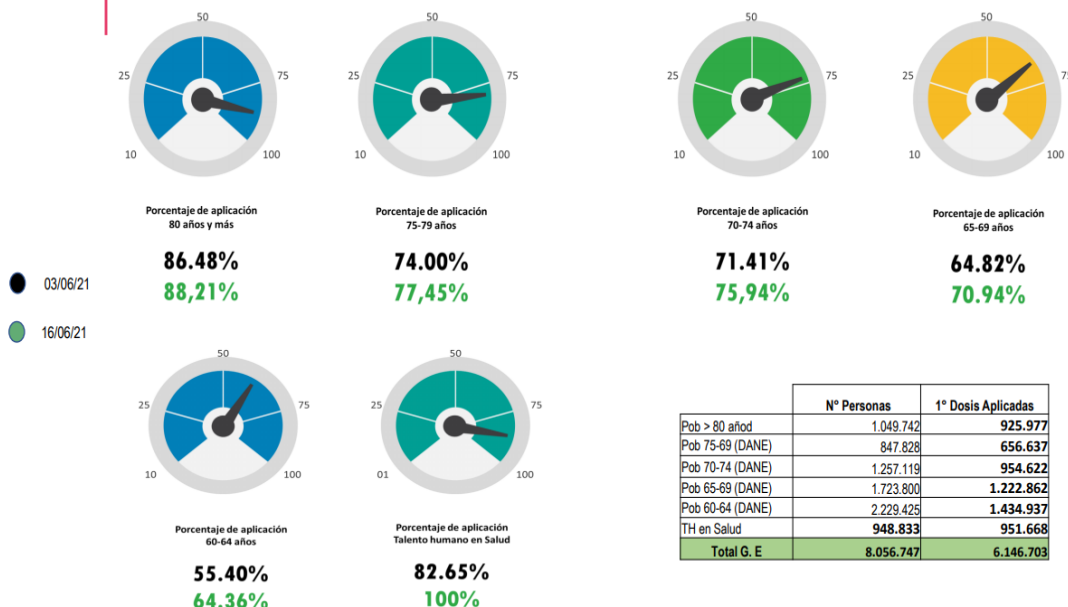 50
25
75
10
100
50
25
75
10
100
50
25
75
10
100
50
25
10
100
Porcentaje de aplicación
80 años y más
Porcentaje de aplicación
75-79 años
Porcentaje de aplicación
70-74 años
Porcentaje de aplicación
65-69 años
86.48%
88,21%
74.00%
77,45%
71.41%
75,94%
64.82%
70.94%
03/06/21
16/06/21
50
25
75
10
100
50
25
75
01
100
Porcentaje de aplicación
60-64 años
Porcentaje de aplicación
Talento humano en Salud
55.40%
64.36%
82.65%
100%
N° Personas 1° Dosis Aplicadas
Pob > 80 añod 1.049.742 925.977
Pob 75-69 (DANE) 847.828 656.637
Pob 70-74 (DANE) 1.257.119 954.622
Pob 65-69 (DANE) 1.723.800 1.222.862
Pob 60-64 (DANE) 2.229.425 1.434.937
TH en Salud 948.833 951.668
Total G. E 8.056.747 6.146.703